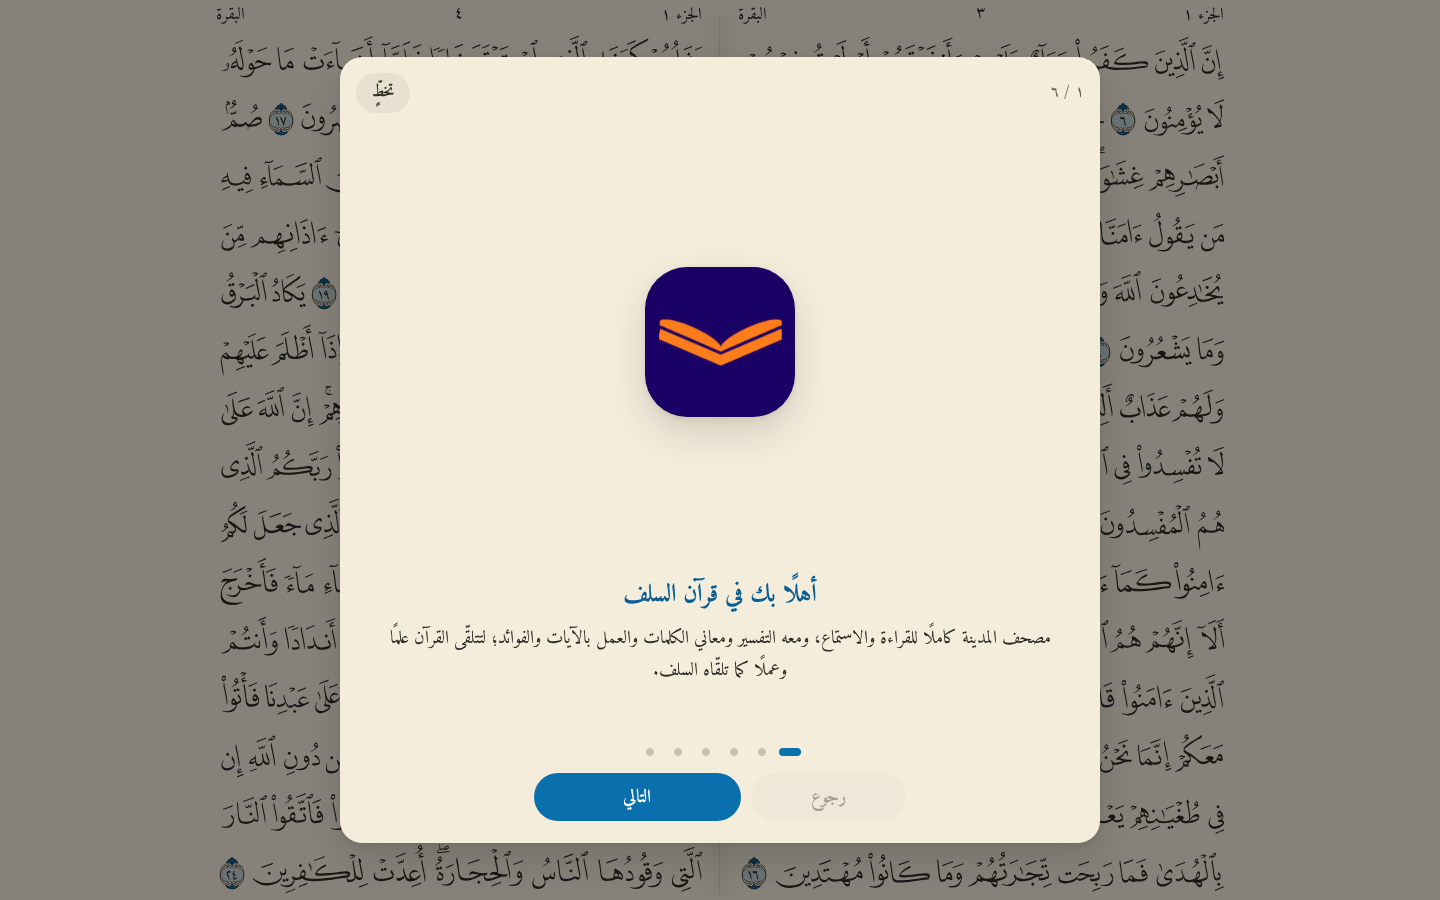 الجزء ١
٣
البقرة
الجزء ١
٤
البقرة
١ / ٦
تخطٍّ
أهلًا بك في قرآن السلف
مصحف المدينة كاملًا للقراءة والاستماع، ومعه التفسير ومعاني الكلمات والعمل بالآيات والفوائد؛ لتتلقّى القرآن علمًا
وعملًا كما تلقّاه السلف.
رجوع
التالي
إِنَّ ٱلَّذِينَ
لَا يُؤْمِنُونَ ٦
أَبْصَـٰرِهِمْ
مَن يَقُولُ ءَامَنَّا
يُخَـٰدِعُونَ ٱللَّهَ
وَمَا يَشْعُرُونَ
وَلَهُمْ عَذَابٌ
لَا تُفْسِدُوا۟ فِى
هُمُ ٱلْمُفْسِدُونَ
ءَامِنُوا۟ كَمَآ
أَلَآ إِنَّهُمْ هُمُ
ٱلَّذِينَ ءَامَنُوا۟
مَعَكُمْ إِنَّمَا نَحْنُ
فِى طُغْيَـٰنِهِمْ
بِٱلْهُدَىٰ فَمَا رَبِحَت تِّجَـٰرَتُهُمْ وَمَا كَانُوا۟ مُهْتَدِينَ ١٦
مَا حَوْلَهُۥ
١٧ صُمٌّۢ
ٱلسَّمَآءِ فِيهِ
ءَاذَانِهِم مِّنَ
١٩ يَكَادُ ٱلْبَرْقُ
أَظْلَمَ عَلَيْهِمْ
إِنَّ ٱللَّهَ عَلَىٰ
رَبَّكُمُ ٱلَّذِى
جَعَلَ لَكُمُ
مَآءً فَأَخْرَجَ
أَندَادًا وَأَنتُمْ
عَلَىٰ عَبْدِنَا فَأْتُوا۟
دُونِ ٱللَّهِ إِن
فَٱتَّقُوا۟ ٱلنَّارَ
ٱلَّتِى وَقُودُهَا ٱلنَّاسُ وَٱلْحِجَارَةُ ۖ أُعِدَّتْ لِلْكَـٰفِرِينَ ٢٤